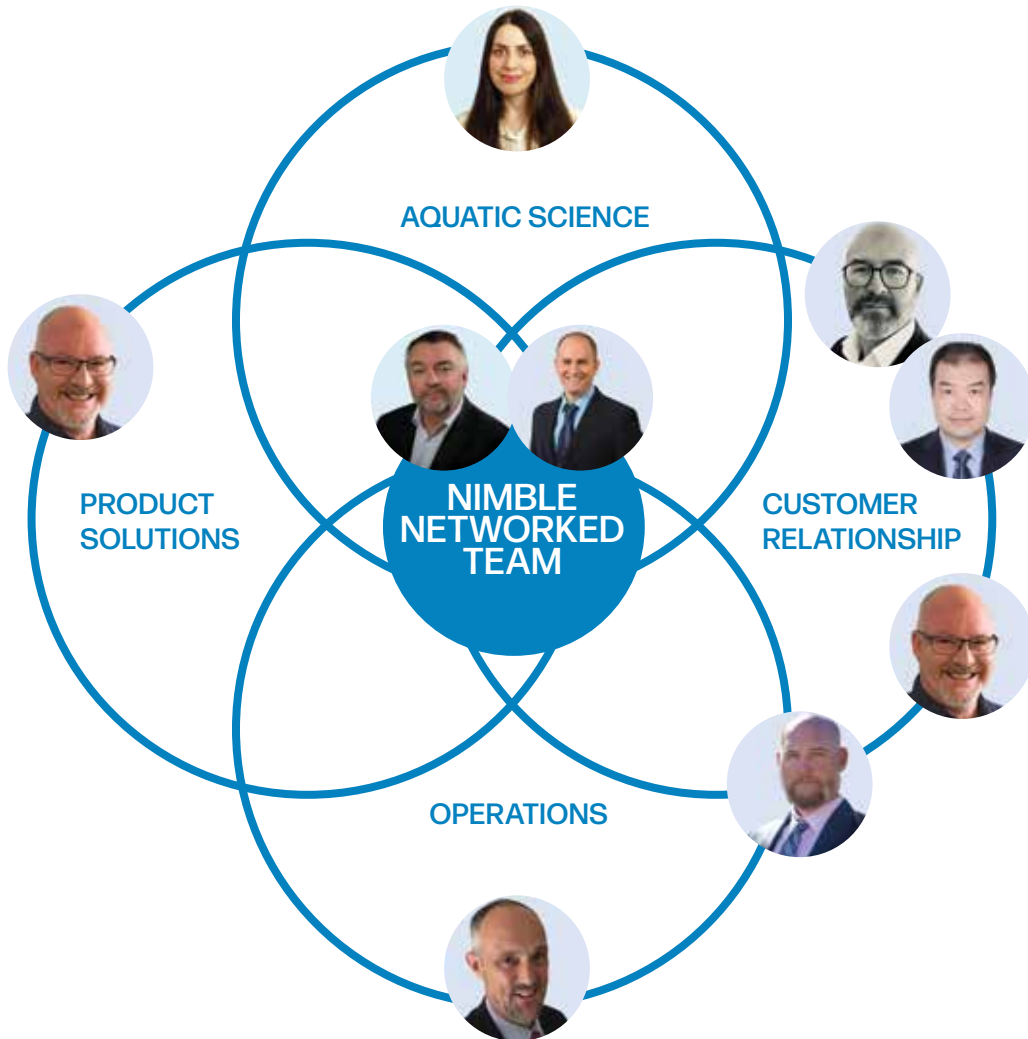 AQUATIC SCIENCE
PRODUCT
SOLUTIONS
NIMBLE
NETWORKED
TEAM
CUSTOMER
RELATIONSHIP
OPERATIONS